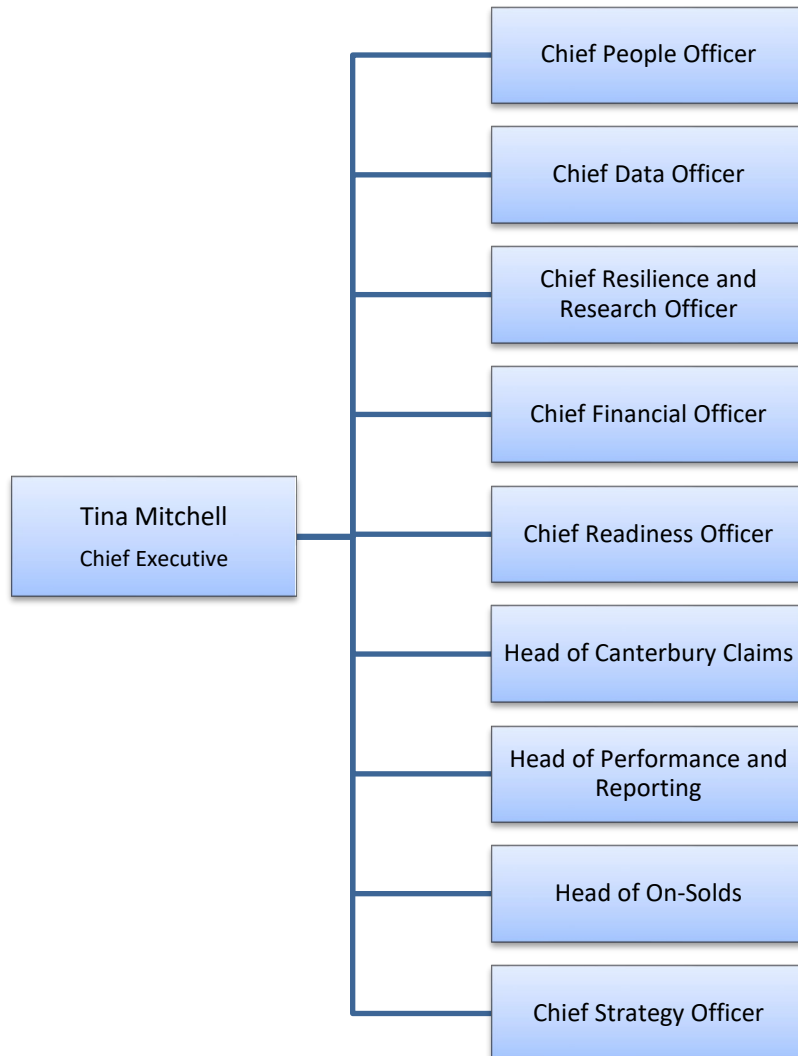 Chief People Officer
Chief Data Officer
Chief Resilience and
Research Officer
Chief Financial Officer
Tina Mitchell
Chief Executive
Chief Readiness Officer
Head of Canterbury Claims
Head of Performance and
Reporting
Head of On-Solds
Chief Strategy Officer